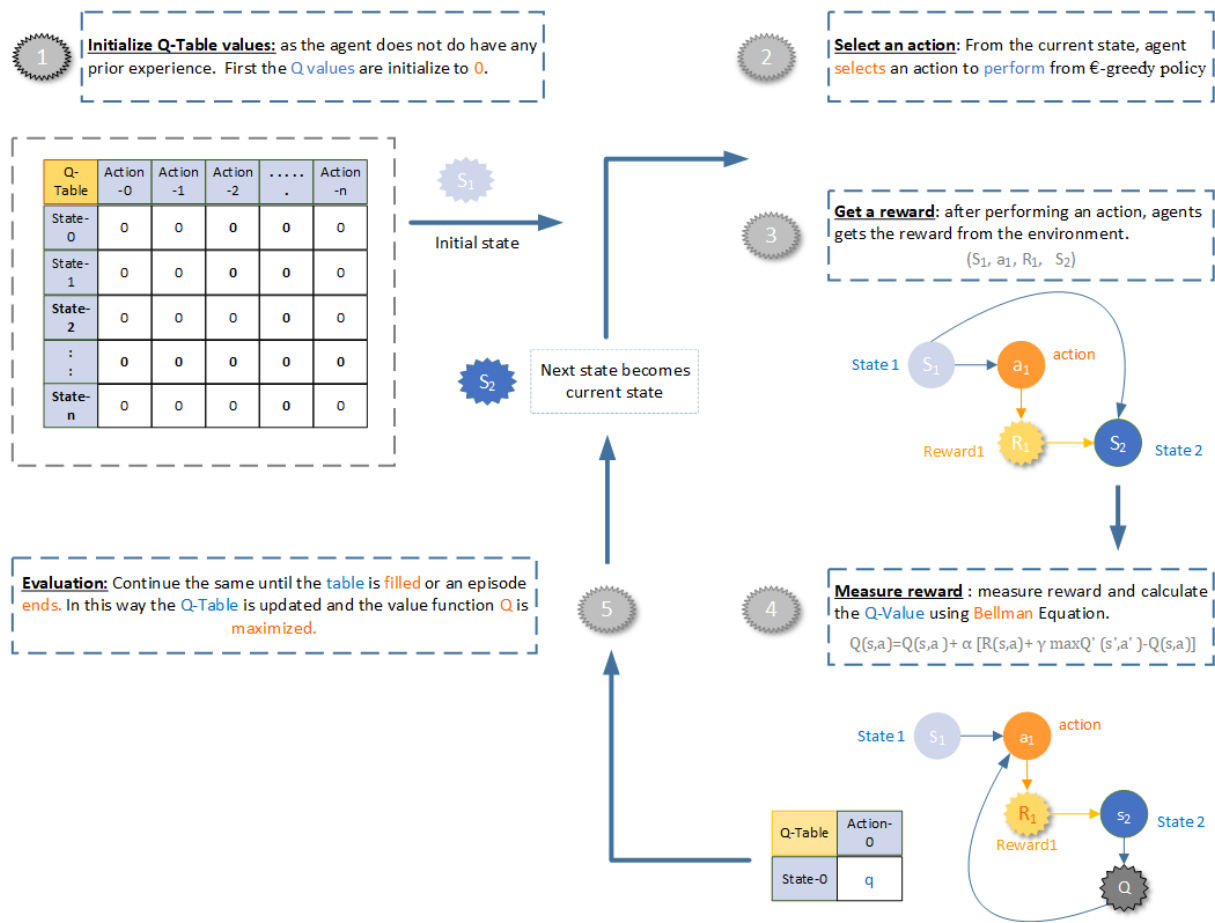 1
Initialize Q-Table values: as the agent does not do have any
prior experience. First the Q values are initialize to 0.
2
Select an action: From the current state, agent
selects an action to perform from €-greedy policy
Q-Table Action-0 Action-1 Action-2 ...... Action-n
State-0 0 0 0 0 0
State-1 0 0 0 0 0
State-2 0 0 0 0 0
: : 0 0 0 0 0
State-n 0 0 0 0 0
S₁
Initial state
3
Get a reward: after performing an action, agents
gets the reward from the environment.
(S₁, a₁, R₁, S₂)
State 1
S₁
a₁
action
Reward1
R₁
S₂
State 2
S₂
Next state becomes
current state
Evaluation: Continue the same until the table is filled or an episode
ends. In this way the Q-Table is updated and the value function Q is
maximized.
5
4
Measure reward : measure reward and calculate
the Q-Value using Bellman Equation.
Q(s,a)=Q(s,a )+ α [R(s,a)+ γ maxQ' (s',a' )-Q(s,a)]
State 1
S₁
a₁
action
R₁
Reward1
s₂
State 2
Q
Q-Table Action-0
State-0 q